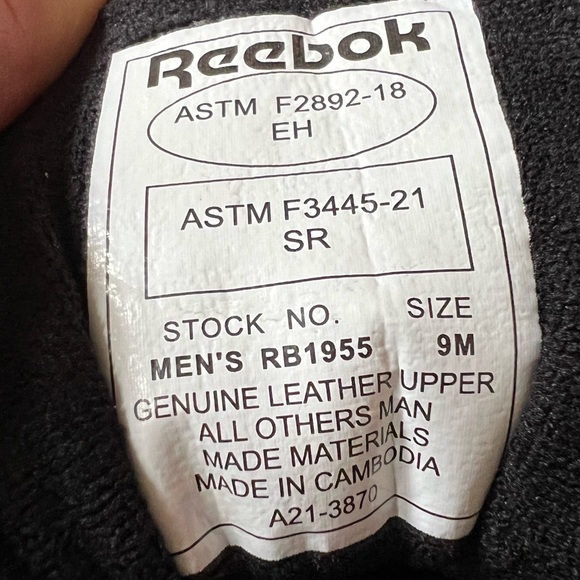 Reebok
ASTM F2892-18
EH
ASTM F3445-21
SR
STOCK NO. SIZE
MEN'S RB1955 9M
GENUINE LEATHER UPPER
ALL OTHERS MAN
MADE MATERIALS
MADE IN CAMBODIA
A21-3870